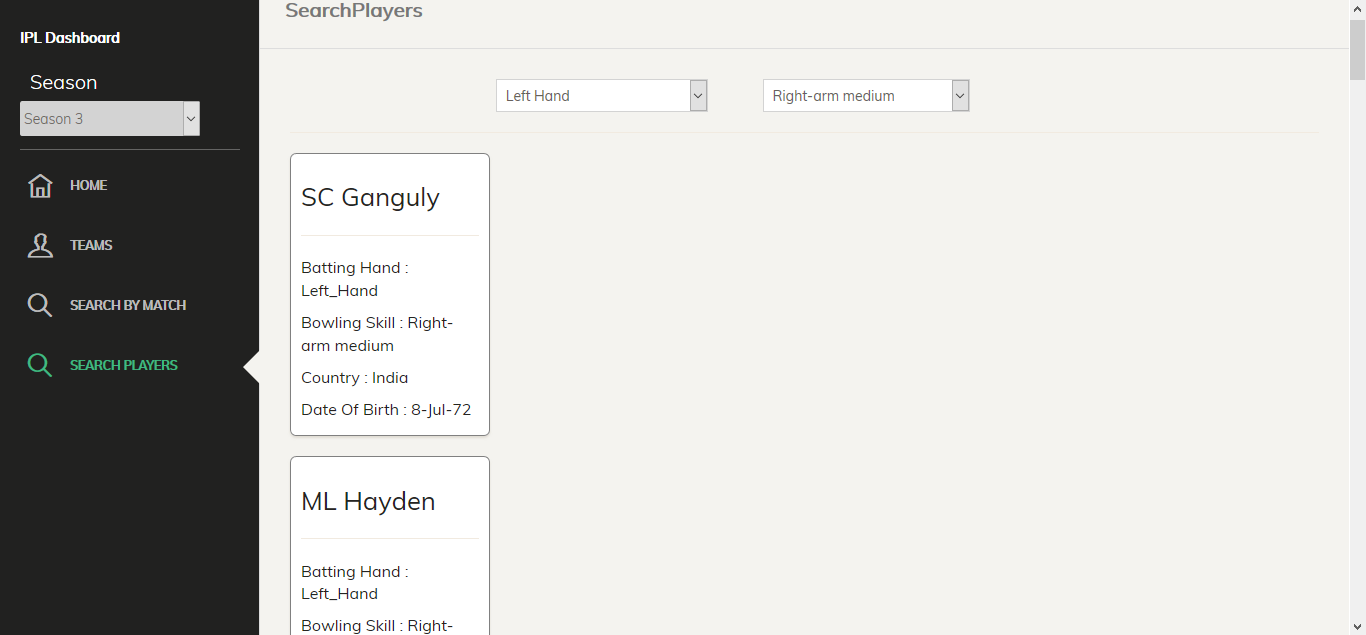 IPL Dashboard
Season
Season 3
HOME
TEAMS
SEARCH BY MATCH
SEARCH PLAYERS
SearchPlayers
Left Hand
Right-arm medium
SC Ganguly
Batting Hand :
Left_Hand
Bowling Skill : Right-
arm medium
Country : India
Date Of Birth : 8-Jul-72
ML Hayden
Batting Hand :
Left_Hand
Bowling Skill : Right-